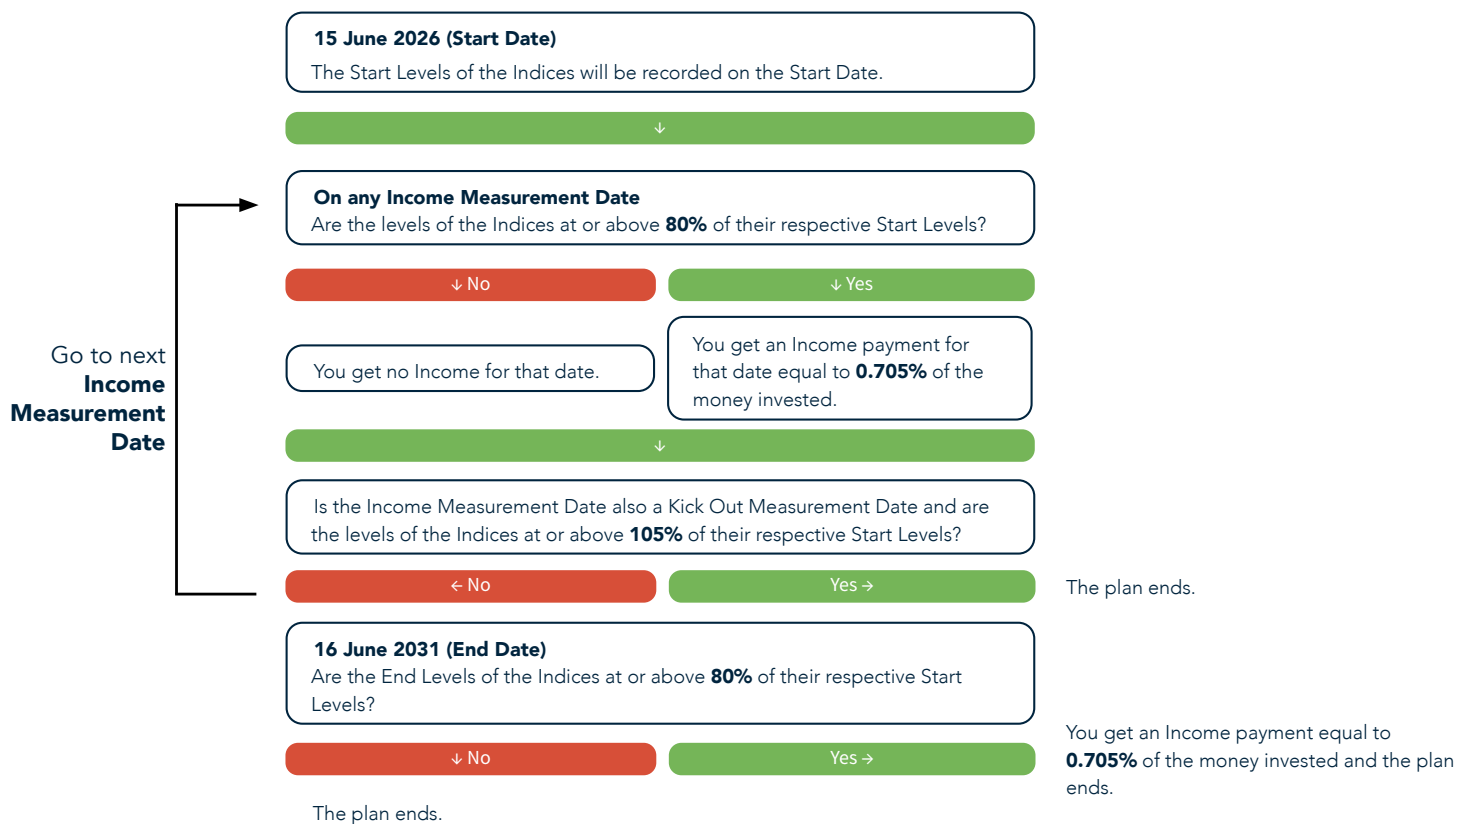 15 June 2026 (Start Date)
The Start Levels of the Indices will be recorded on the Start Date.
↓
On any Income Measurement Date
Are the levels of the Indices at or above 80% of their respective Start Levels?
↓ No
↓ Yes
You get no Income for that date.
You get an Income payment for
that date equal to 0.705% of the
money invested.
Go to next
Income
Measurement
Date
↓
Is the Income Measurement Date also a Kick Out Measurement Date and are
the levels of the Indices at or above 105% of their respective Start Levels?
← No
Yes →
The plan ends.
16 June 2031 (End Date)
Are the End Levels of the Indices at or above 80% of their respective Start
Levels?
↓ No
Yes →
You get an Income payment equal to
0.705% of the money invested and the plan
ends.
The plan ends.